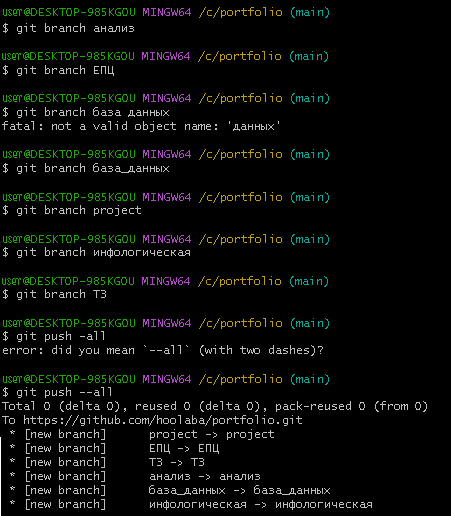 user@DESKTOP-985KGOU MINGW64 /c/portfolio (main)
$ git branch анализ
user@DESKTOP-985KGOU MINGW64 /c/portfolio (main)
$ git branch ЕПЦ
user@DESKTOP-985KGOU MINGW64 /c/portfolio (main)
$ git branch база данных
fatal: not a valid object name: 'данных'
user@DESKTOP-985KGOU MINGW64 /c/portfolio (main)
$ git branch база_данных
user@DESKTOP-985KGOU MINGW64 /c/portfolio (main)
$ git branch project
user@DESKTOP-985KGOU MINGW64 /c/portfolio (main)
$ git branch инфологическая
user@DESKTOP-985KGOU MINGW64 /c/portfolio (main)
$ git branch ТЗ
user@DESKTOP-985KGOU MINGW64 /c/portfolio (main)
$ git push -all
error: did you mean `--all` (with two dashes)?
user@DESKTOP-985KGOU MINGW64 /c/portfolio (main)
$ git push --all
Total 0 (delta 0), reused 0 (delta 0), pack-reused 0 (from 0)
To https://github.com/hoolaba/portfolio.git
* [new branch] project -> project
* [new branch] ЕПЦ -> ЕПЦ
* [new branch] ТЗ -> ТЗ
* [new branch] анализ -> анализ
* [new branch] база_данных -> база_данных
* [new branch] инфологическая -> инфологическая